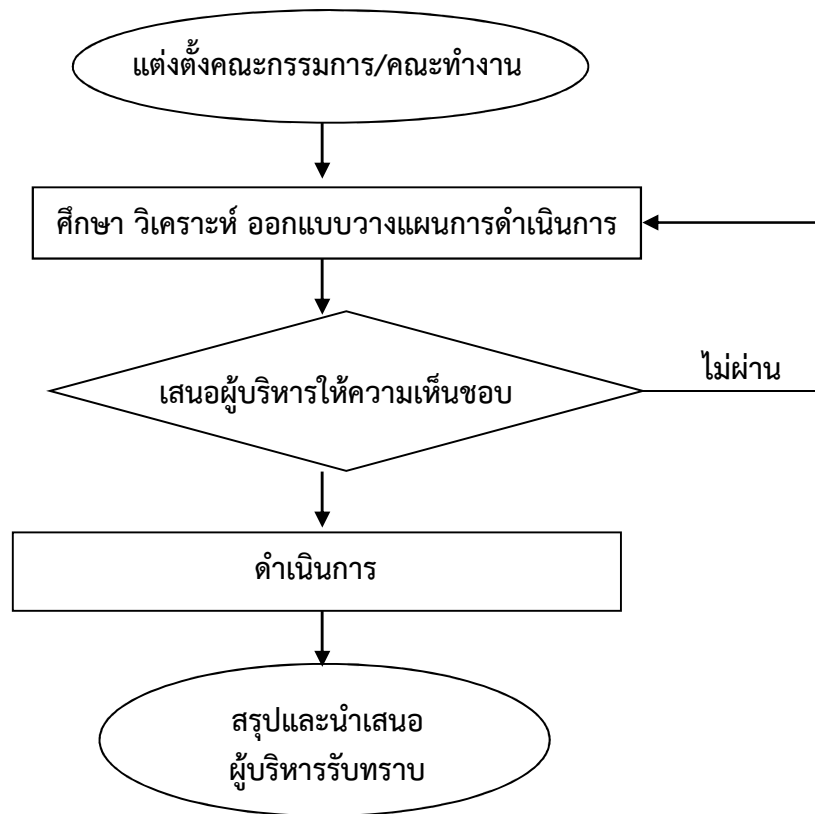 แต่งตั้งคณะกรรมการ/คณะทำงาน
ศึกษา วิเคราะห์ ออกแบบวางแผนการดำเนินการ
ไม่ผ่าน
เสนอผู้บริหารให้ความเห็นชอบ
ดำเนินการ
สรุปและนำเสนอ
ผู้บริหารรับทราบ